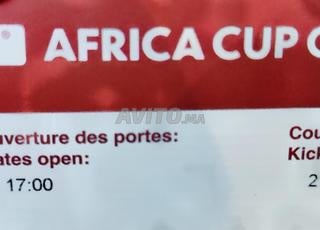 AFRICA CUP
AVITO.MA
uverture des portes:
ates open:
17:00
Cou
Kick
2